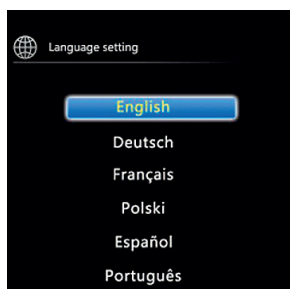 Language setting
English
Deutsch
Français
Polski
Español
Português